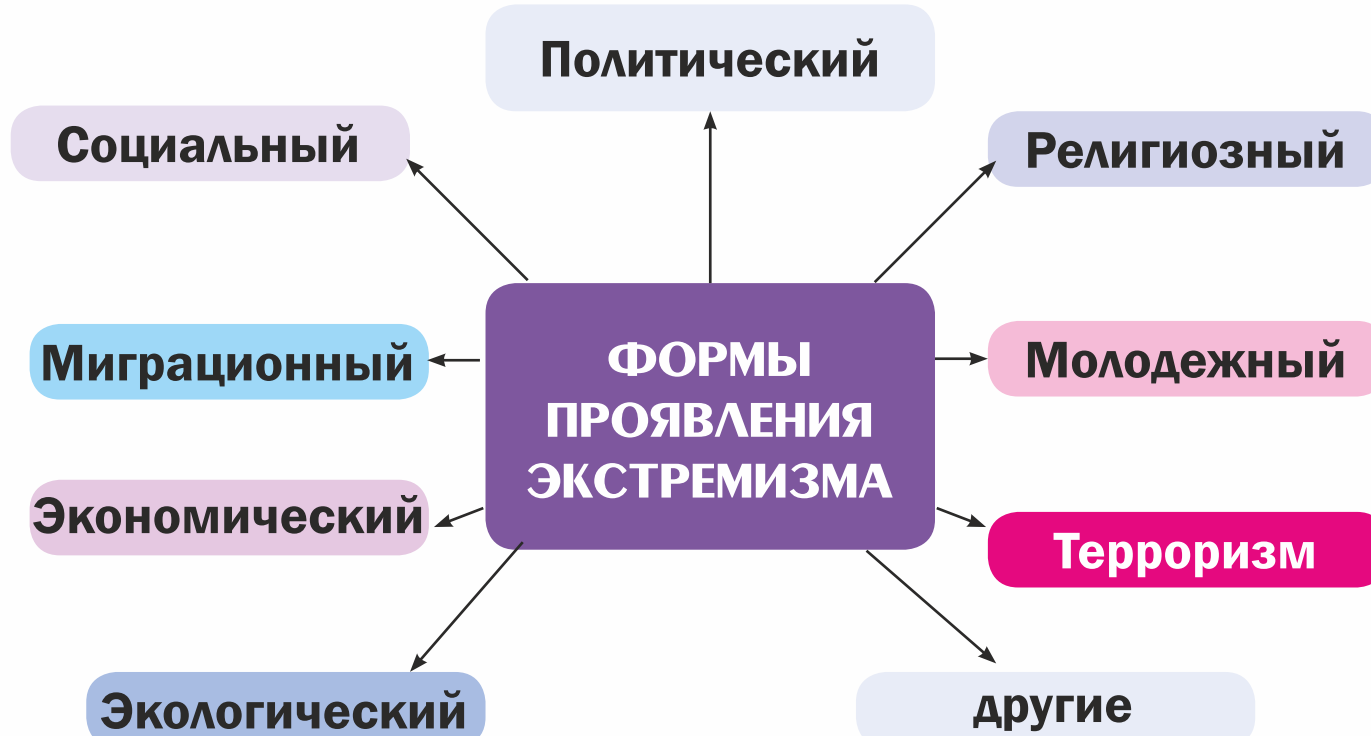 Политический
Социальный
Религиозный
ФОРМЫ
ПРОЯВЛЕНИЯ
ЭКСТРЕМИЗМА
Миграционный
Молодежный
Экономический
Терроризм
Экологический
другие